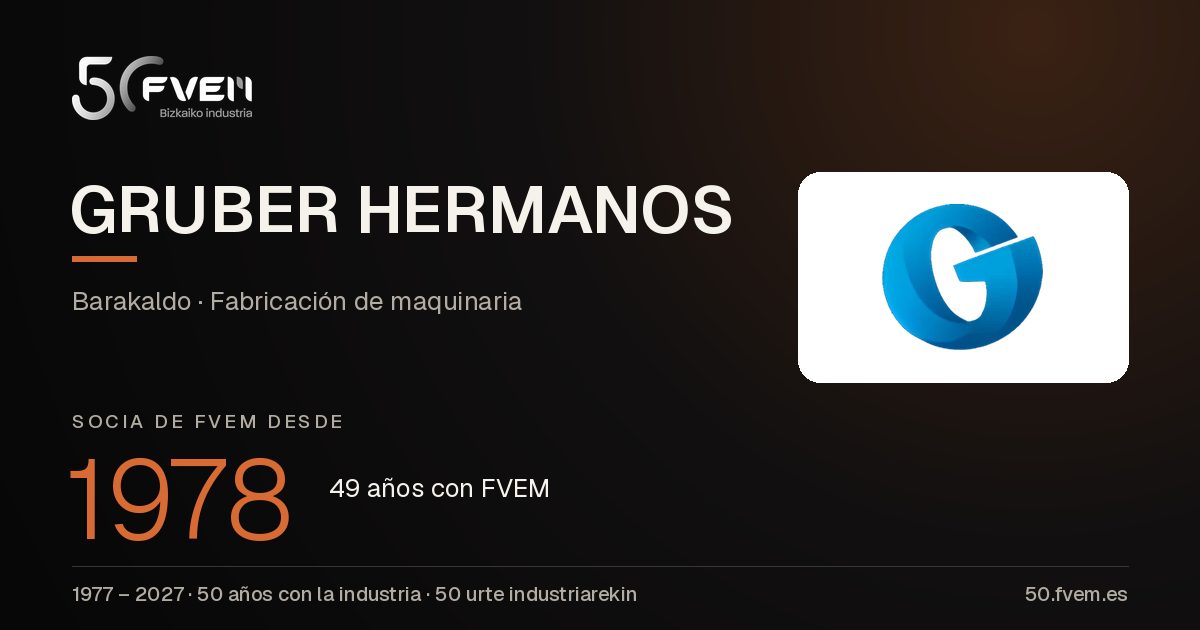 50 FVEM
Bizkaiko industria
GRUBER HERMANOS
Barakaldo · Fabricación de maquinaria
G
SOCIA DE FVEM DESDE
1978
49 años con FVEM
1977 – 2027 · 50 años con la industria · 50 urte industriarekin
50.fvem.es